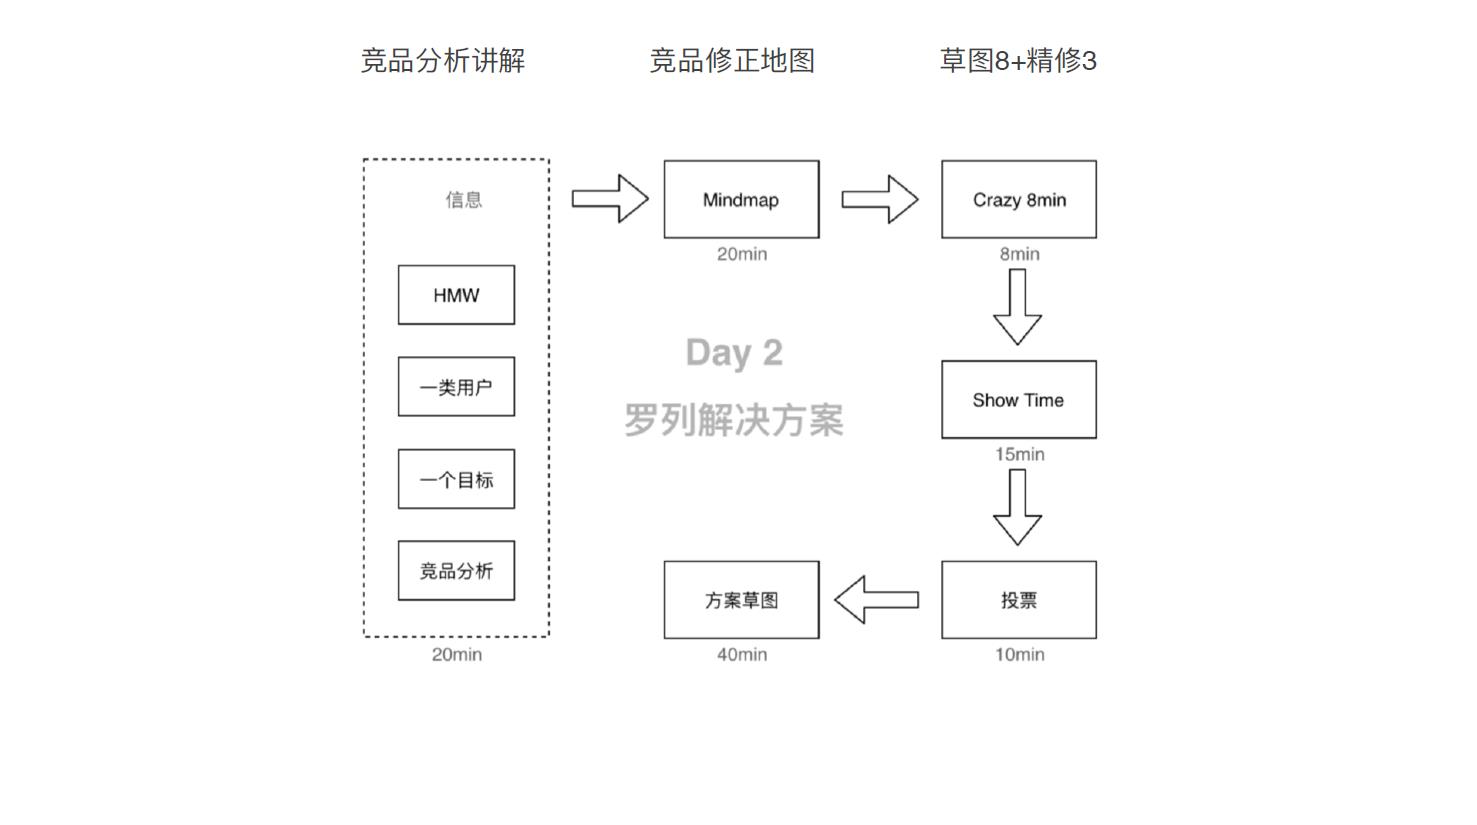 竞品分析讲解
竞品修正地图
草图8+精修3
信息
HMW
一类用户
一个目标
竞品分析
20min
Mindmap
20min
Crazy 8min
8min
Day 2
罗列解决方案
Show Time
15min
投票
10min
方案草图
40min